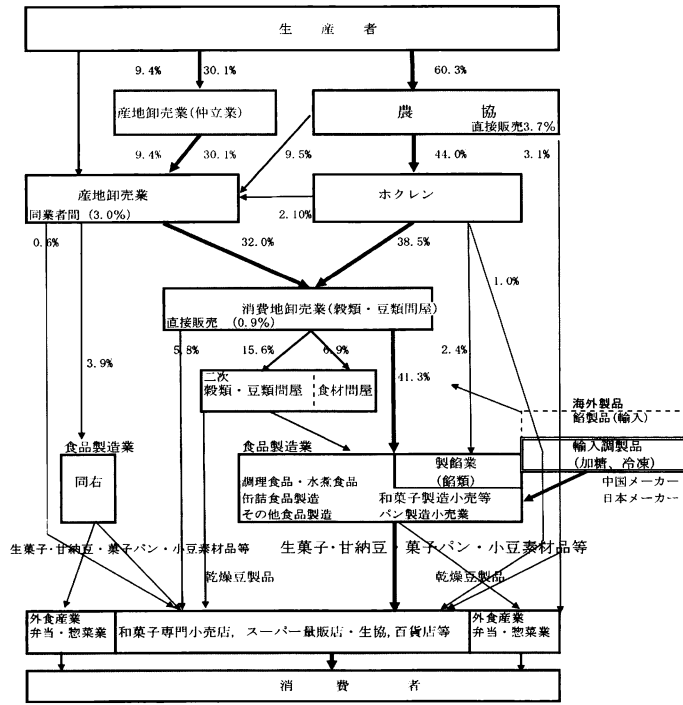 生産者
9.4% 30.1% 60.3%
産地卸売業(仲立業)
農協
直接販売3.7%
9.4% 30.1% 9.5% 44.0% 3.1%
産地卸売業
同業者間 (3.0%)
ホクレン
2.10%
0.6% 32.0% 38.5%
1.0%
消費地卸売業(穀類・豆類問屋)
直接販売 (0.9%)
3.9% 5.8% 15.6% 6.9% 41.3% 2.4%
二次
穀類・豆類問屋 食材問屋
海外製品
餡製品(輸入)
輸入調製品
(加糖、冷凍)
中国メーカー
日本メーカー
食品製造業
同右
食品製造業
製餡業
(餡類)
調理食品・水煮食品
缶詰食品製造
その他食品製造
和菓子製造小売等
パン製造小売業
生菓子・甘納豆・菓子パン・小豆素材品等
生菓子・甘納豆・菓子パン・小豆素材品等
乾燥豆製品
乾燥豆製品
外食産業
弁当・惣菜業
和菓子専門小売店, スーパー量販店・生協,百貨店等
外食産業
弁当・惣菜業
消費者